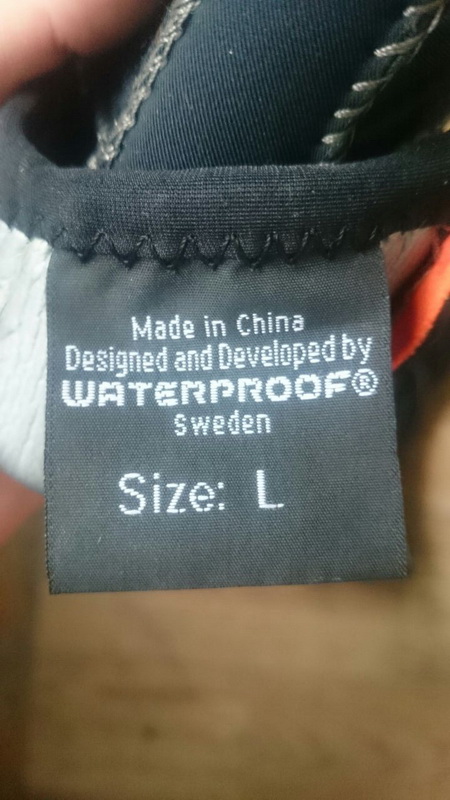 Made in China
Designed and Developed by
WATERPROOF®
Sweden
Size: L